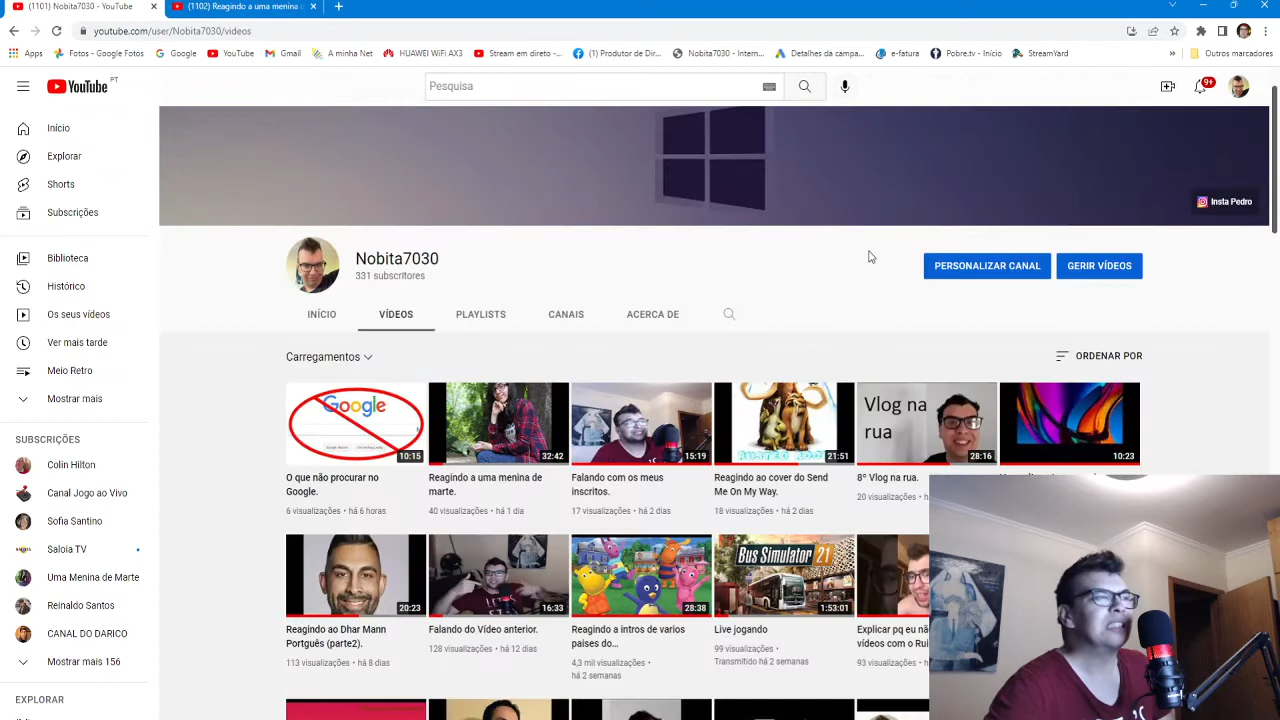 (1101) Nobita7030 - YouTube
(1102) Reagindo a uma menina d
youtube.com/user/Nobita7030/videos
Apps
Fotos - Google Fotos
Google
YouTube
Gmail
A minha Net
HUAWEI WiFi AX3
Stream em direto -...
(1) Produtor de Dir...
Nobita7030 - Intern...
Detalhes da campa...
e-fatura
Pobre.tv - Início
StreamYard
»
Outros marcadores
YouTube PT
Pesquisa
9+
Início
Explorar
Shorts
Subscrições
Biblioteca
Histórico
Os seus vídeos
Ver mais tarde
Meio Retro
Mostrar mais
SUBSCRIÇÕES
Colin Hilton
Canal Jogo ao Vivo
Sofia Santino
Saloia TV
Uma Menina de Marte
Reinaldo Santos
CANAL DO DARICO
Mostrar mais 156
EXPLORAR
Insta Pedro
Nobita7030
331 subscritores
PERSONALIZAR CANAL
GERIR VÍDEOS
INÍCIO
VÍDEOS
PLAYLISTS
CANAIS
ACERCA DE
Carregamentos
ORDENAR POR
Google
10:15
32:42
15:19
21:51
Vlog na
rua
28:16
10:23
O que não procurar no
Google.
6 visualizações • há 6 horas
Reagindo a uma menina de
marte.
40 visualizações • há 1 dia
Falando com os meus
inscritos.
17 visualizações • há 2 dias
Reagindo ao cover do Send
Me On My Way.
18 visualizações • há 2 dias
8º Vlog na rua.
20 visualizações •
20:23
16:33
28:38
BUS SIMULATOR
21
1:53:01
Reagindo ao Dhar Mann
Portguês (parte2).
113 visualizações • há 8 dias
Falando do Vídeo anterior.
128 visualizações • há 12 dias
Reagindo a intros de varios
paises do...
4,3 mil visualizações •
há 2 semanas
Live jogando
99 visualizações •
Transmitido há 2 semanas
Explicar pq eu nã
vídeos com o Rui
93 visualizações